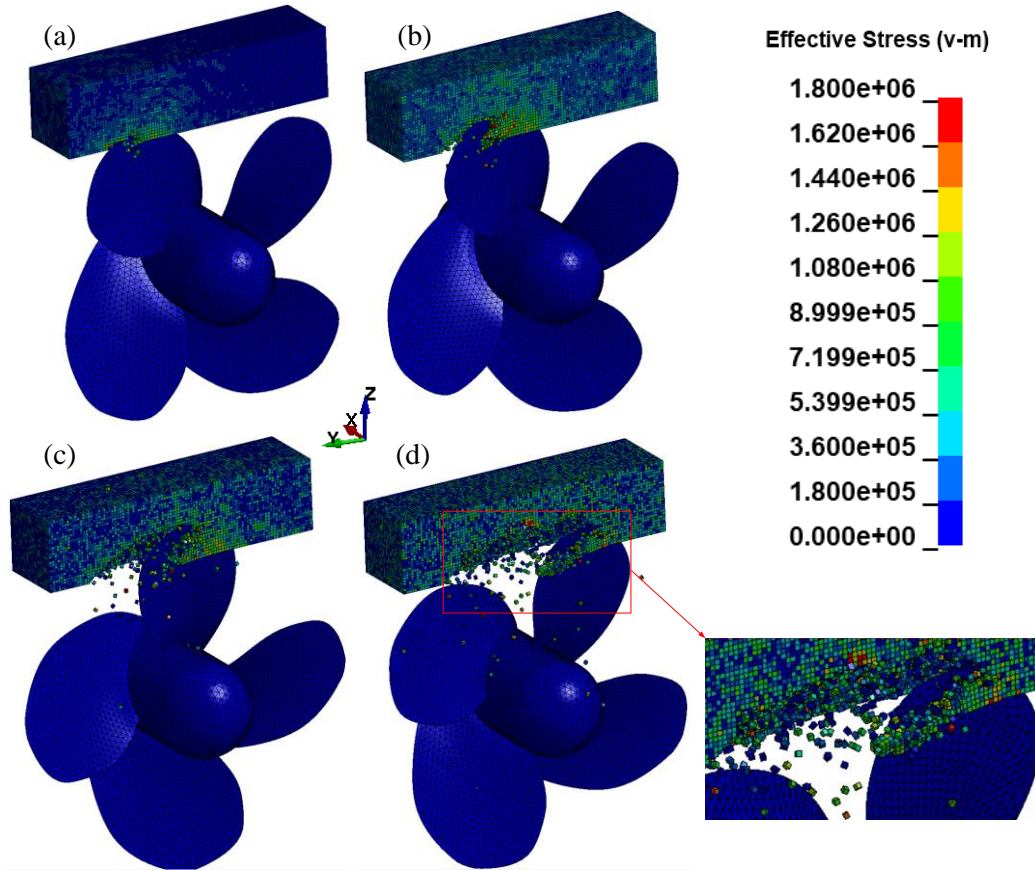 (a)
(b)
Effective Stress (v-m)
1.800e+06
1.620e+06
1.440e+06
1.260e+06
1.080e+06
8.999e+05
7.199e+05
5.399e+05
3.600e+05
1.800e+05
0.000e+00
Z
X
Y
(c)
(d)